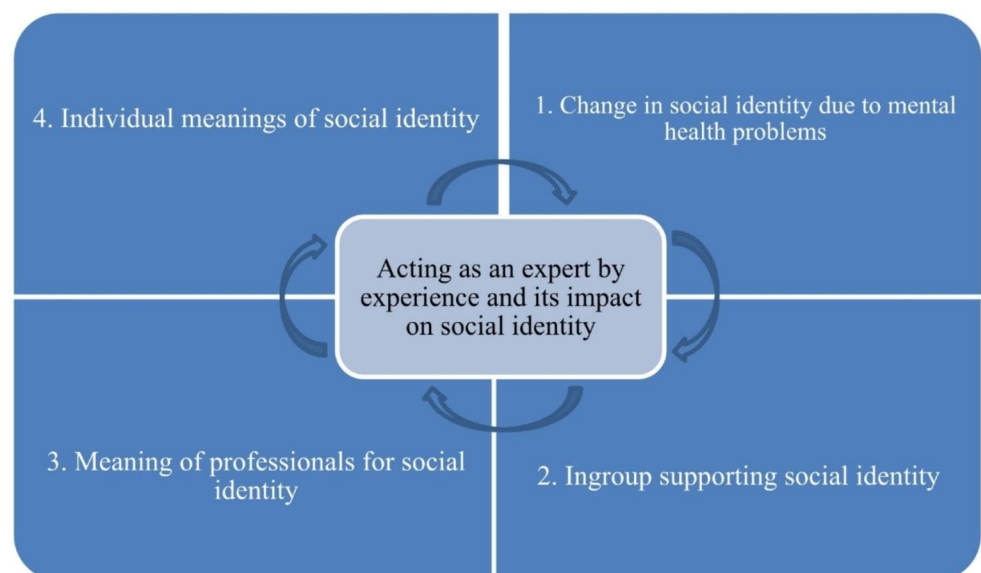 4. Individual meanings of social identity
1. Change in social identity due to mental
health problems
Acting as an expert by
experience and its impact
on social identity
3. Meaning of professionals for social
identity
2. Ingroup supporting social identity